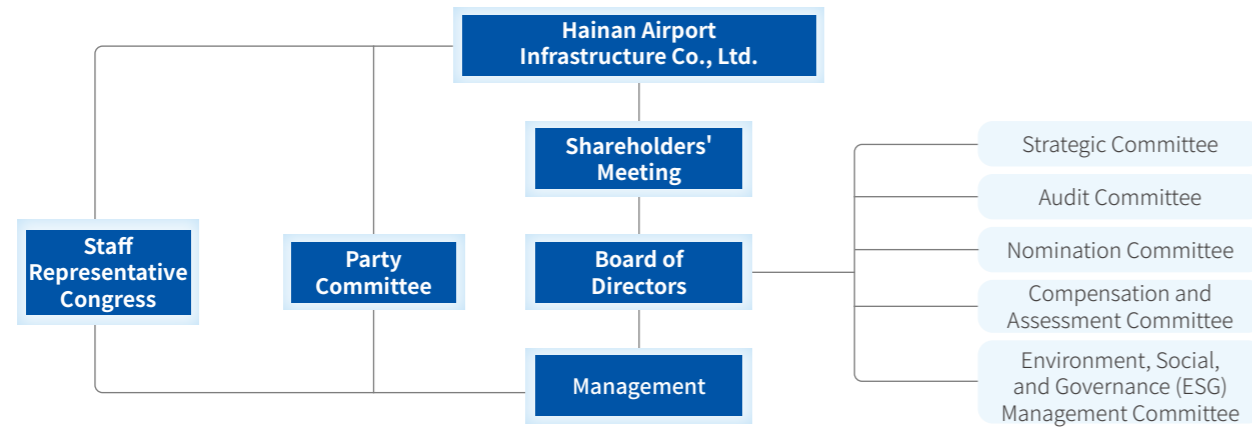 Hainan Airport
Infrastructure Co., Ltd.
Shareholders'
Meeting
Staff
Representative
Congress
Party
Committee
Board of
Directors
Management
Strategic Committee
Audit Committee
Nomination Committee
Compensation and
Assessment Committee
Environment, Social,
and Governance (ESG)
Management Committee